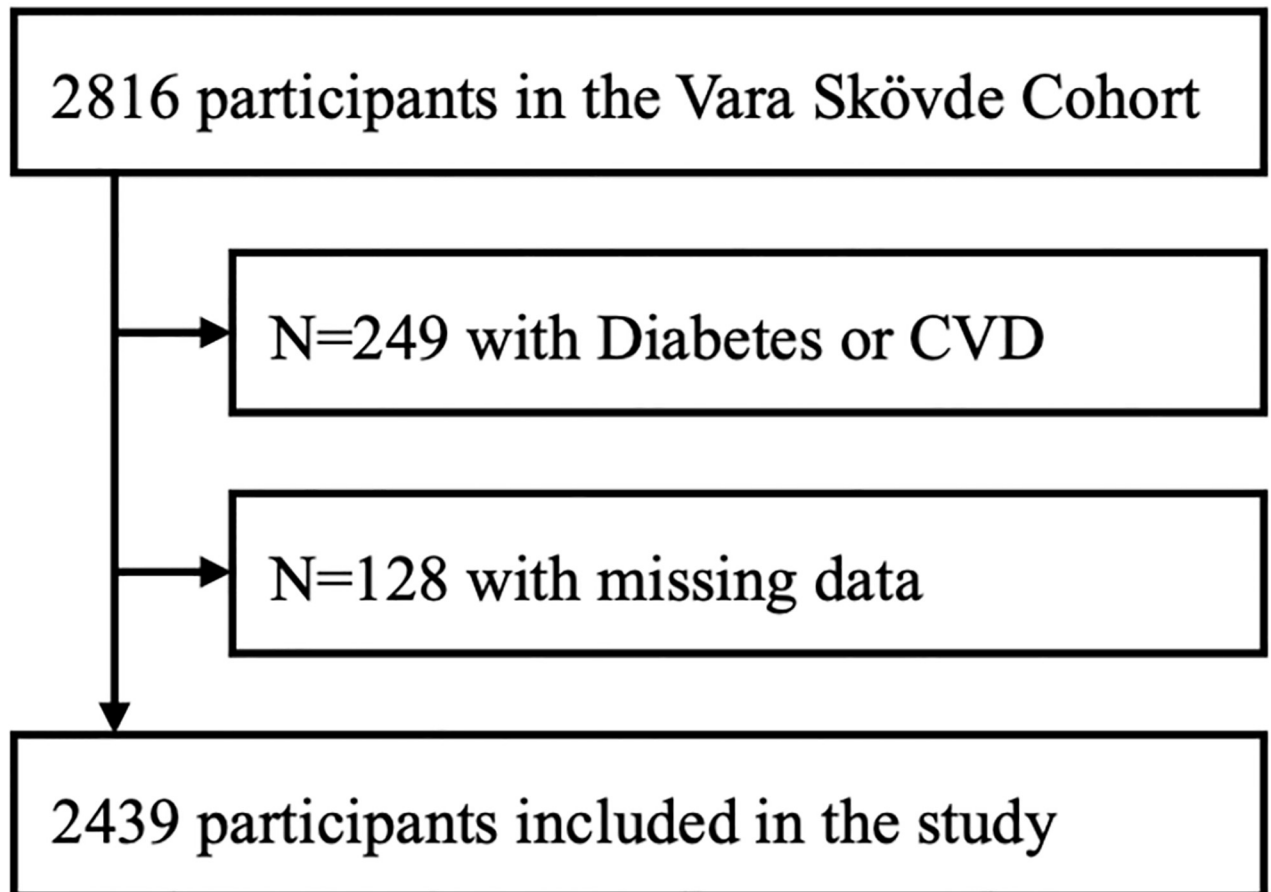 2816 participants in the Vara Skövde Cohort
N=249 with Diabetes or CVD
N=128 with missing data
2439 participants included in the study